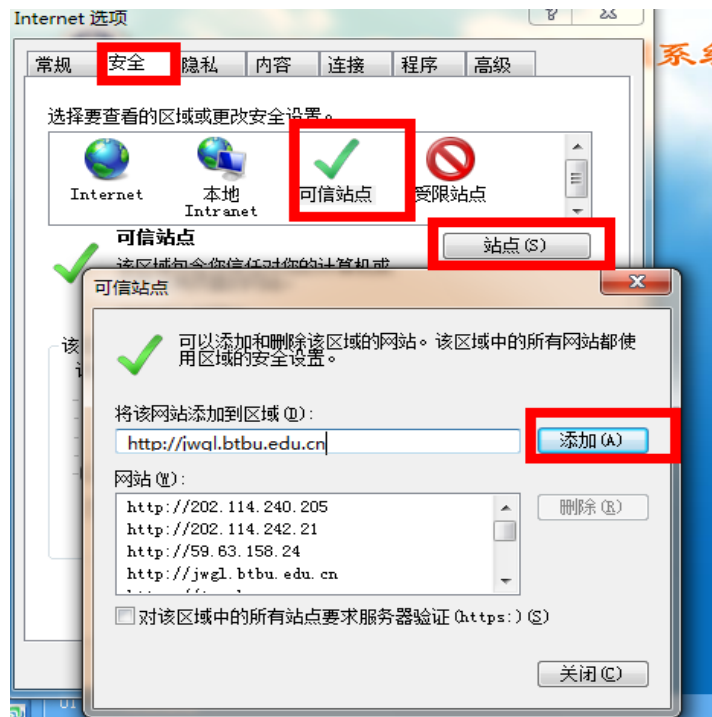 Internet 选项
常规 安全 隐私 内容 连接 程序 高级
系统
选择要查看的区域或更改安全设置。
Internet
本地
Intranet
可信站点
受限站点
可信站点
站点(S)
该区域包含你信任对你的计算机或
可信站点
该
可以添加和删除该区域的网站。该区域中的所有网站都使
用区域的安全设置。
将该网站添加到区域(D):
http://jwgl.btbu.edu.cn
添加(A)
网站(W):
http://202.114.240.205
http://202.114.242.21
http://59.63.158.24
http://jwgl.btbu.edu.cn
删除(R)
对该区域中的所有站点要求服务器验证(https:)(S)
关闭(C)